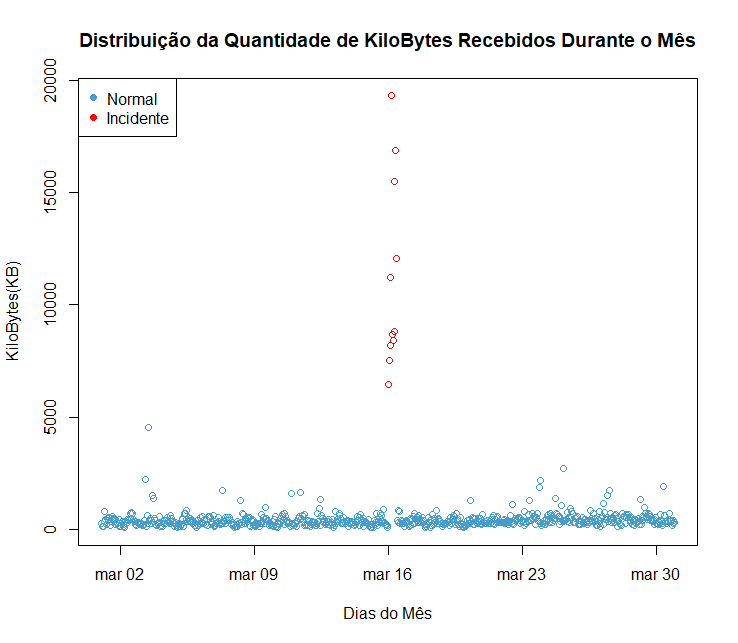 Distribuição da Quantidade de KiloBytes Recebidos Durante o Mês
Normal
Incidente
KiloBytes(KB)
20000
15000
10000
5000
0
mar 02
mar 09
mar 16
mar 23
mar 30
Dias do Mês